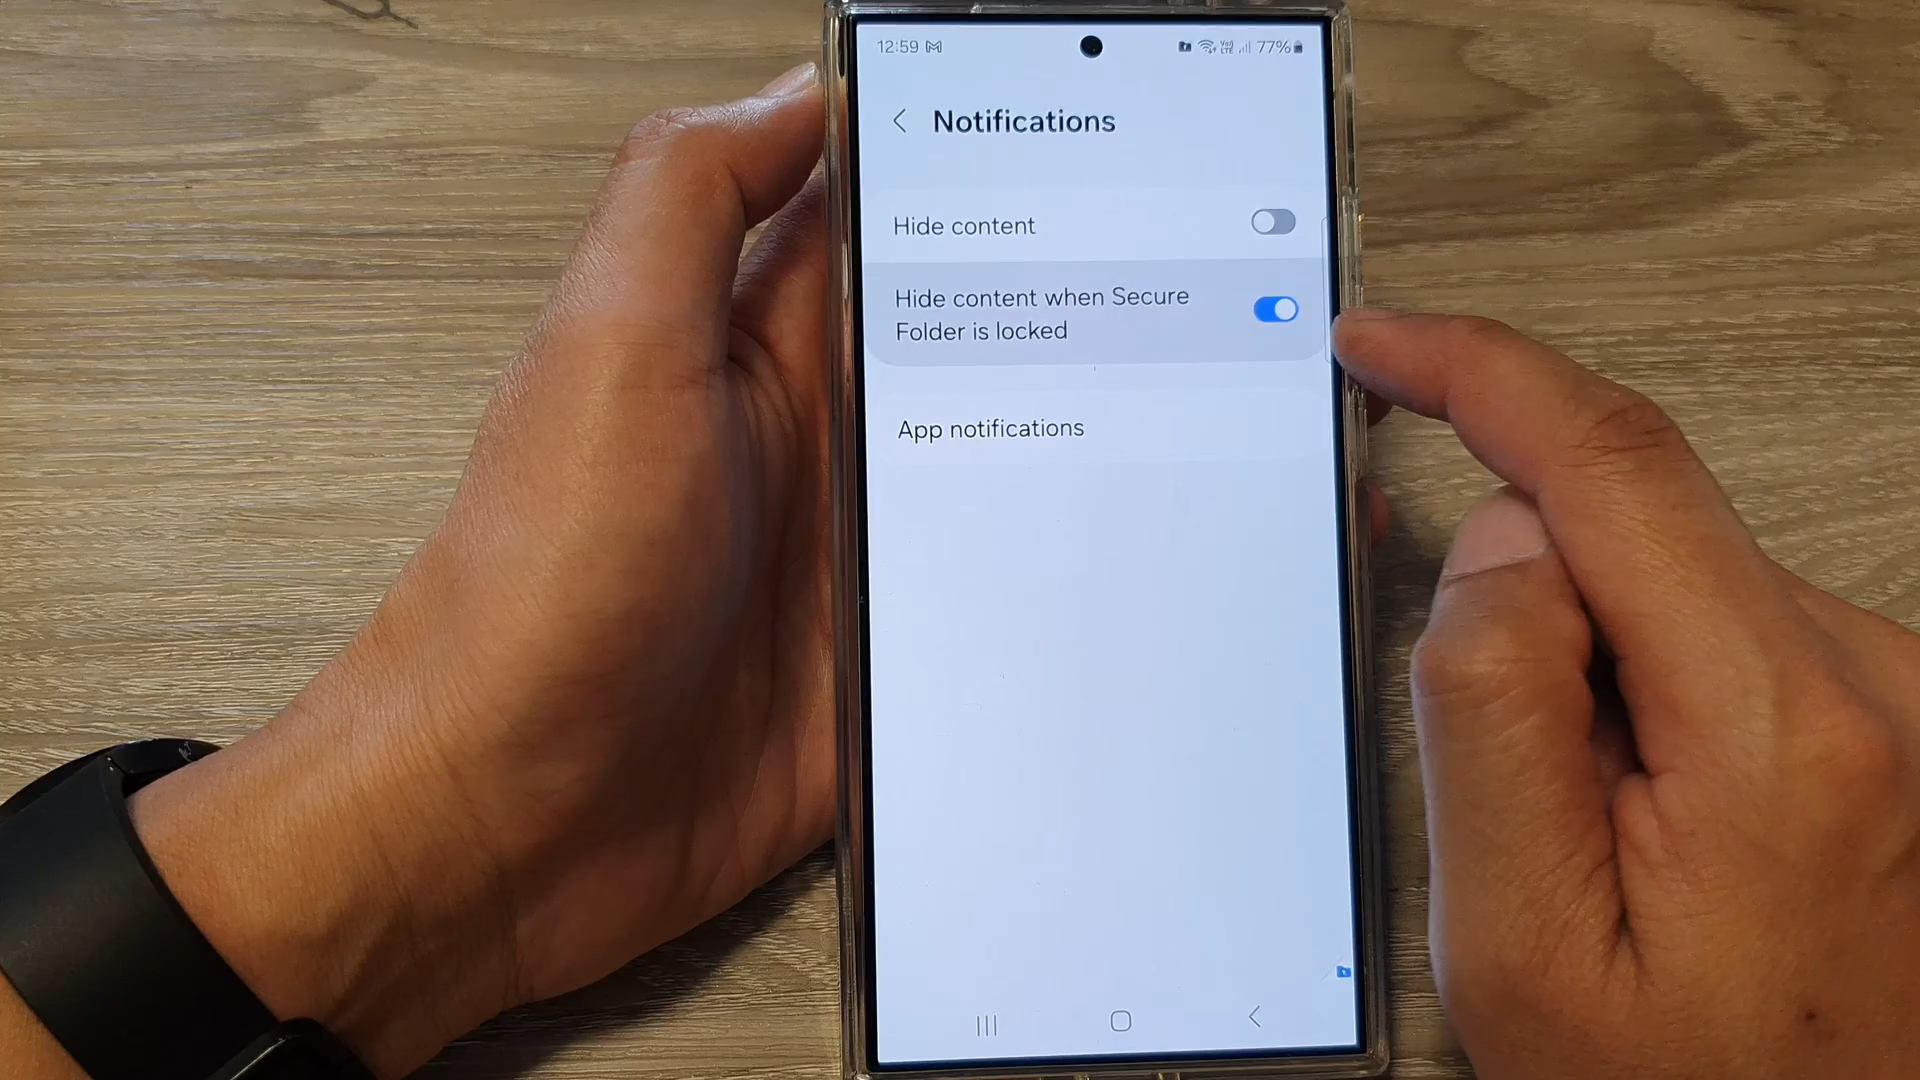 12:59 77%
Notifications
Hide content
Hide content when Secure
Folder is locked
App notifications